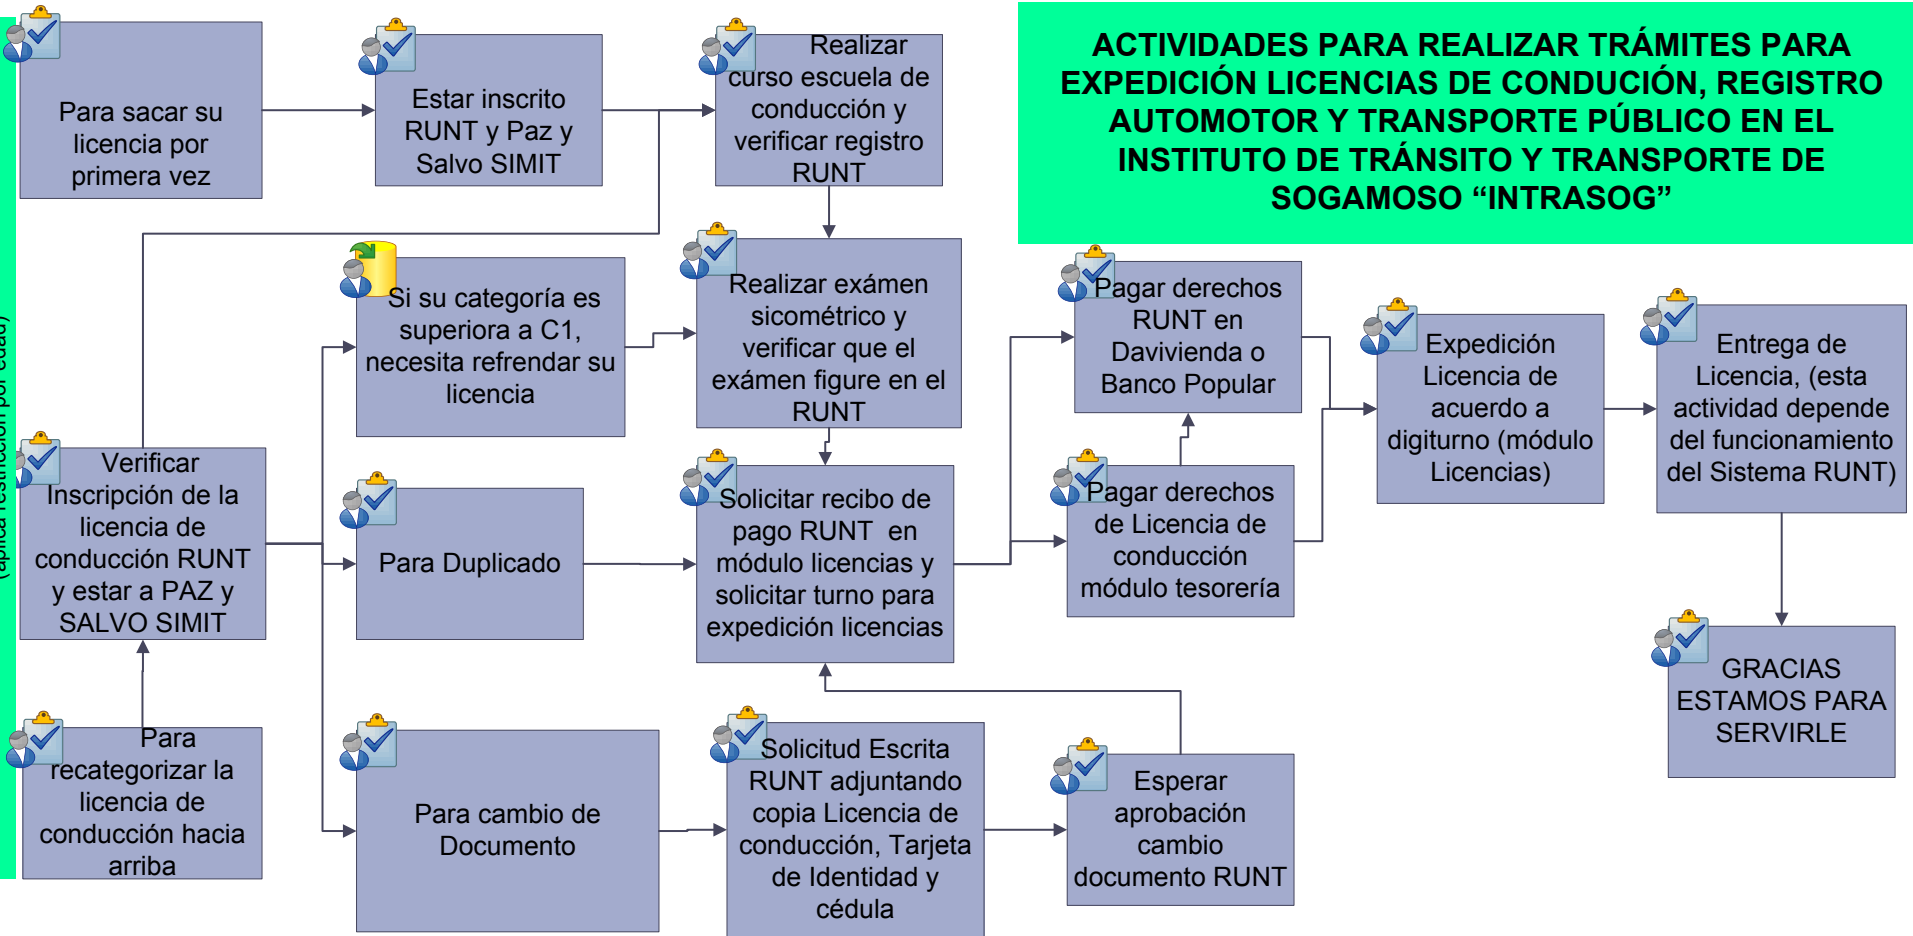 ACTIVIDADES PARA REALIZAR TRÁMITES PARA
EXPEDICIÓN LICENCIAS DE CONDUCIÓN, REGISTRO
AUTOMOTOR Y TRANSPORTE PÚBLICO EN EL
INSTITUTO DE TRÁNSITO Y TRANSPORTE DE
SOGAMOSO “INTRASOG”
Para sacar su
licencia por
primera vez
Estar inscrito
RUNT y Paz y
Salvo SIMIT
Realizar
curso escuela de
conducción y
verificar registro
RUNT
Si su categoría es
superiora a C1,
necesita refrendar su
licencia
Realizar exámen
sicométrico y
verificar que el
exámen figure en el
RUNT
Pagar derechos
RUNT en
Davivienda o
Banco Popular
Expedición
Licencia de
acuerdo a
digiturno (módulo
Licencias)
Entrega de
Licencia, (esta
actividad depende
del funcionamiento
del Sistema RUNT)
(aplica restricción por edad)
Verificar
Inscripción de la
licencia de
conducción RUNT
y estar a PAZ y
SALVO SIMIT
Para Duplicado
Solicitar recibo de
pago RUNT en
módulo licencias y
solicitar turno para
expedición licencias
Pagar derechos
de Licencia de
conducción
módulo tesorería
GRACIAS
ESTAMOS PARA
SERVIRLE
Para
recategorizar la
licencia de
conducción hacia
arriba
Para cambio de
Documento
Solicitud Escrita
RUNT adjuntando
copia Licencia de
conducción, Tarjeta
de Identidad y
cédula
Esperar
aprobación
cambio
documento RUNT